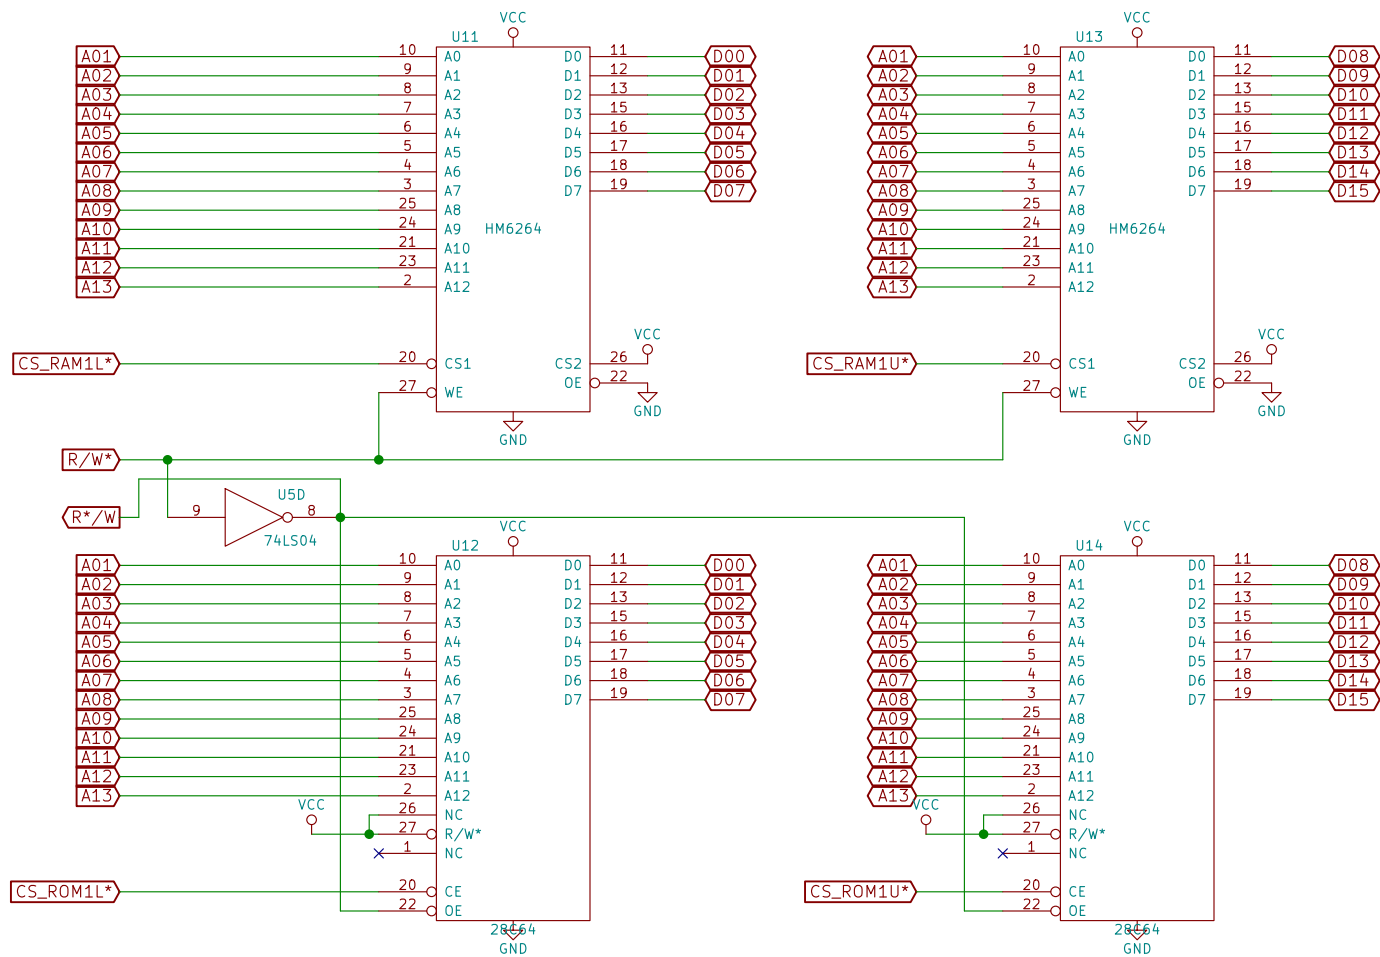 VCC VCC
U11 U13
A01 10 A0 D0 11 D00 A01 10 A0 D0 11 D08
A02 9 A1 D1 12 D01 A02 9 A1 D1 12 D09
A03 8 A2 D2 13 D02 A03 8 A2 D2 13 D10
A04 7 A3 D3 15 D03 A04 7 A3 D3 15 D11
A05 6 A4 D4 16 D04 A05 6 A4 D4 16 D12
A06 5 A5 D5 17 D05 A06 5 A5 D5 17 D13
A07 4 A6 D6 18 D06 A07 4 A6 D6 18 D14
A08 3 A7 D7 19 D07 A08 3 A7 D7 19 D15
A09 25 A8 A09 25 A8
A10 24 A9 HM6264 A10 24 A9 HM6264
A11 21 A10 A11 21 A10
A12 23 A11 A12 23 A11
A13 2 A12 A13 2 A12
VCC VCC
CS_RAM1L* 20 CS1 CS2 26 CS_RAM1U* 20 CS1 CS2 26
OE 22 OE 22
27 WE 27 WE
GND GND
GND GND
R/W*
U5D
R*/W 9 8
VCC VCC
74LS04
U12 U14
A01 10 A0 D0 11 D00 A01 10 A0 D0 11 D08
A02 9 A1 D1 12 D01 A02 9 A1 D1 12 D09
A03 8 A2 D2 13 D02 A03 8 A2 D2 13 D10
A04 7 A3 D3 15 D03 A04 7 A3 D3 15 D11
A05 6 A4 D4 16 D04 A05 6 A4 D4 16 D12
A06 5 A5 D5 17 D05 A06 5 A5 D5 17 D13
A07 4 A6 D6 18 D06 A07 4 A6 D6 18 D14
A08 3 A7 D7 19 D07 A08 3 A7 D7 19 D15
A09 25 A8 A09 25 A8
A10 24 A9 A10 24 A9
A11 21 A10 A11 21 A10
A12 23 A11 A12 23 A11
A13 2 A12 A13 2 A12
VCC VCC
26 NC 26 NC
27 R/W* 27 R/W*
1 NC 1 NC
CS_ROM1L* 20 CE CS_ROM1U* 20 CE
22 OE 22 OE
28C64 28C64
GND GND